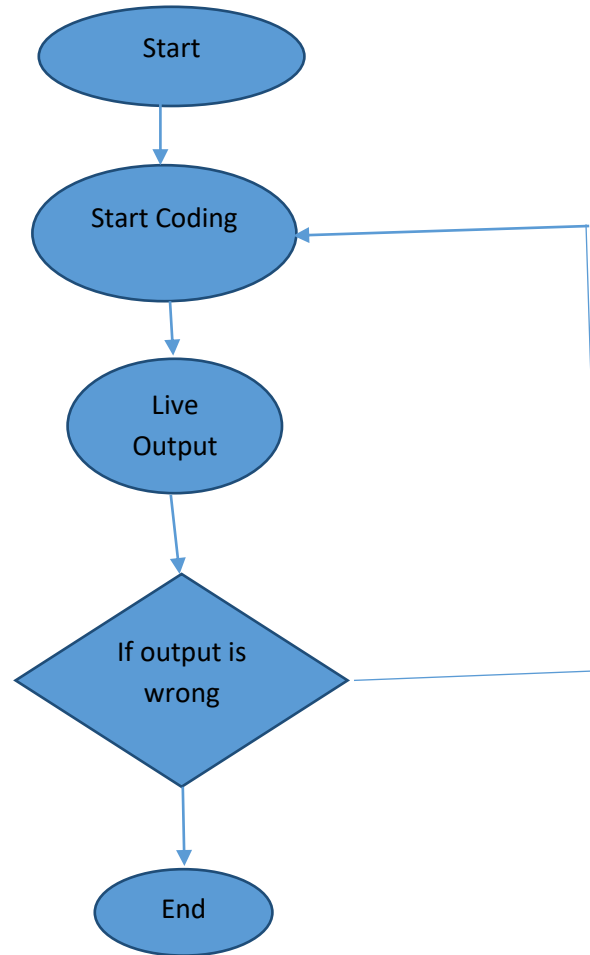 Start
Start Coding
Live
Output
If output is
wrong
End